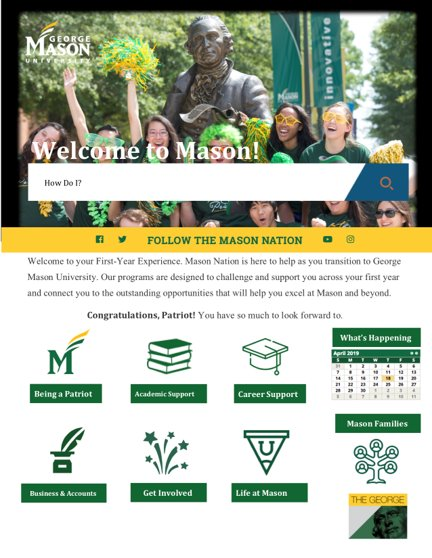 GEORGE
MASON
UNIVERSITY
innovative
MASON
NATION
Welcome to Mason!
How Do I?
FOLLOW THE MASON NATION
Welcome to your First-Year Experience. Mason Nation is here to help as you transition to George
Mason University. Our programs are designed to challenge and support you across your first year
and connect you to the outstanding opportunities that will help you excel at Mason and beyond.
Congratulations, Patriot! You have so much to look forward to.
M
Being a Patriot
Academic Support
Career Support
What's Happening
April 2019
S M T W T F S
31 1 2 3 4 5 6
7 8 9 10 11 12 13
14 15 16 17 18 19 20
21 22 23 24 25 26 27
28 29 30 1 2 3 4
5 6 7 8 9 10 11
Business & Accounts
Get Involved
U
Life at Mason
Mason Families
THE GEORGE